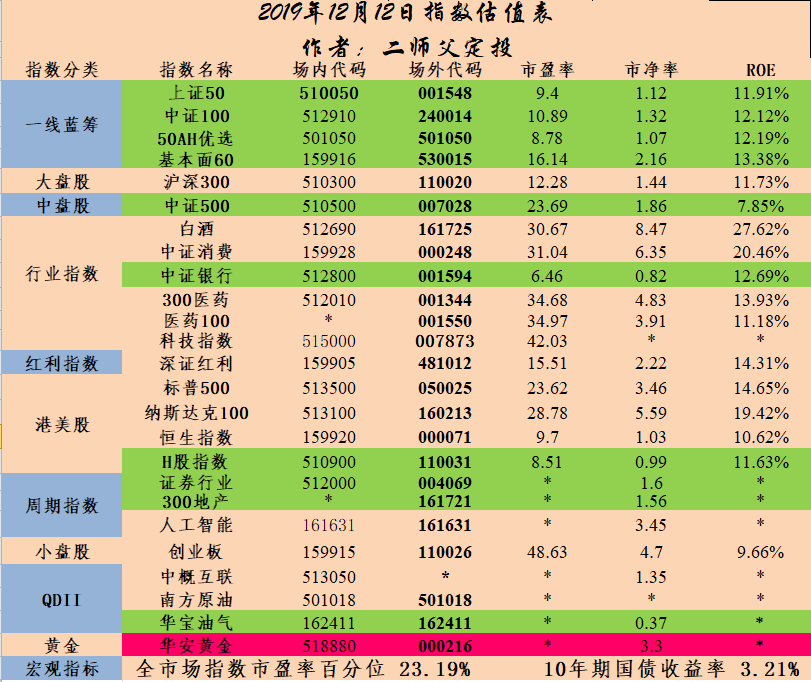 2019年12月12日指数估值表
作者：二师父定投
指数分类 指数名称 场内代码 场外代码 市盈率 市净率 ROE
上证50 510050 001548 9.4 1.12 11.91%
一线蓝筹 中证100 512910 240014 10.89 1.32 12.12%
50AH优选 501050 501050 8.78 1.07 12.19%
基本面60 159916 530015 16.14 2.16 13.38%
大盘股 沪深300 510300 110020 12.28 1.44 11.73%
中盘股 中证500 510500 007028 23.69 1.86 7.85%
白酒 512690 161725 30.67 8.47 27.62%
中证消费 159928 000248 31.04 6.35 20.46%
行业指数 中证银行 512800 001594 6.46 0.82 12.69%
300医药 512010 001344 34.68 4.83 13.93%
医药100 * 001550 34.97 3.91 11.18%
科技指数 515000 007873 42.03 * *
红利指数 深证红利 159905 481012 15.51 2.22 14.31%
标普500 513500 050025 23.62 3.46 14.65%
港美股 纳斯达克100 513100 160213 28.78 5.59 19.42%
恒生指数 159920 000071 9.7 1.03 10.62%
H股指数 510900 110031 8.51 0.99 11.63%
证券行业 512000 004069 * 1.6 *
周期指数 300地产 * 161721 * 1.56 *
人工智能 161631 161631 * 3.45 *
小盘股 创业板 159915 110026 48.63 4.7 9.66%
中概互联 513050 * * 1.35 *
QDII 南方原油 501018 501018 * * *
华宝油气 162411 162411 * 0.37 *
黄金 华安黄金 518880 000216 * 3.3 *
宏观指标 全市场指数市盈率百分位 23.19% 10年期国债收益率 3.21%